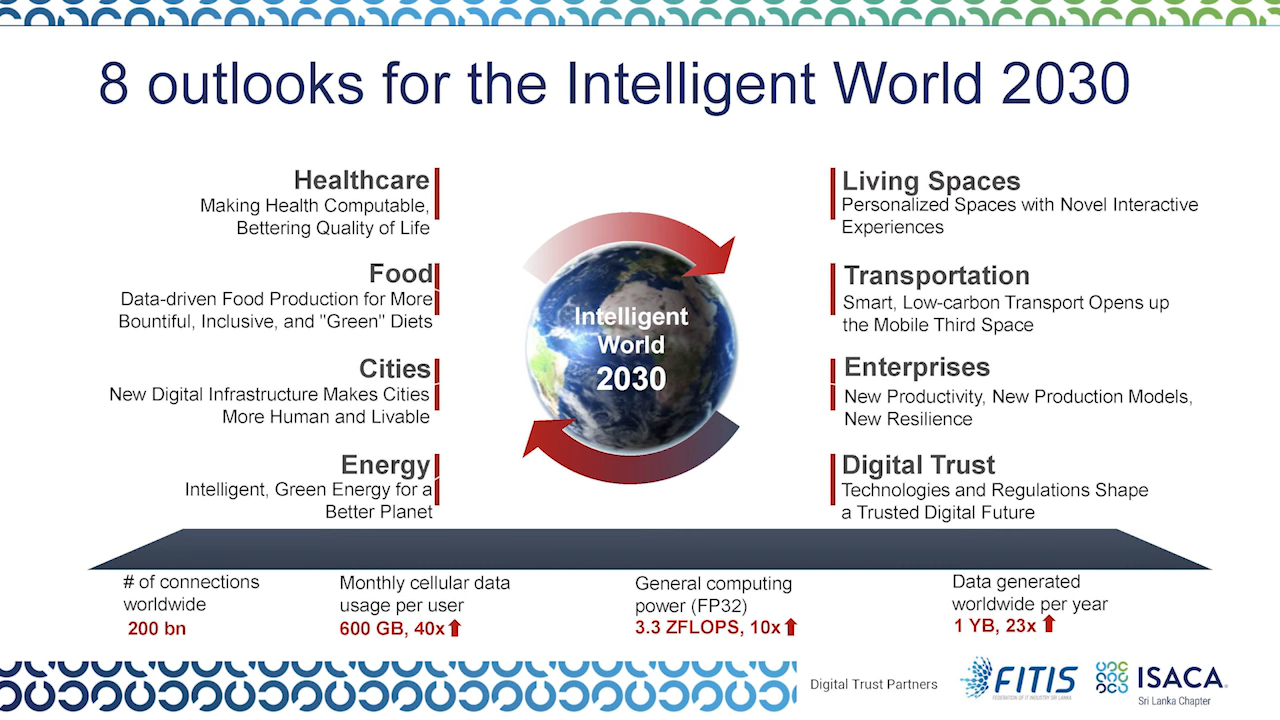 8 outlooks for the Intelligent World 2030
Healthcare
Making Health Computable,
Bettering Quality of Life
Food
Data-driven Food Production for More
Bountiful, Inclusive, and "Green" Diets
Cities
New Digital Infrastructure Makes Cities
More Human and Livable
Energy
Intelligent, Green Energy for a
Better Planet
Intelligent
World
2030
Living Spaces
Personalized Spaces with Novel Interactive
Experiences
Transportation
Smart, Low-carbon Transport Opens up
the Mobile Third Space
Enterprises
New Productivity, New Production Models,
New Resilience
Digital Trust
Technologies and Regulations Shape
a Trusted Digital Future
# of connections
worldwide
200 bn
Monthly cellular data
usage per user
600 GB, 40x
General computing
power (FP32)
3.3 ZFLOPS, 10x
Data generated
worldwide per year
1 YB, 23x
Digital Trust Partners
FITIS
FEDERATION OF IT INDUSTRY SRI LANKA
ISACA
Sri Lanka Chapter